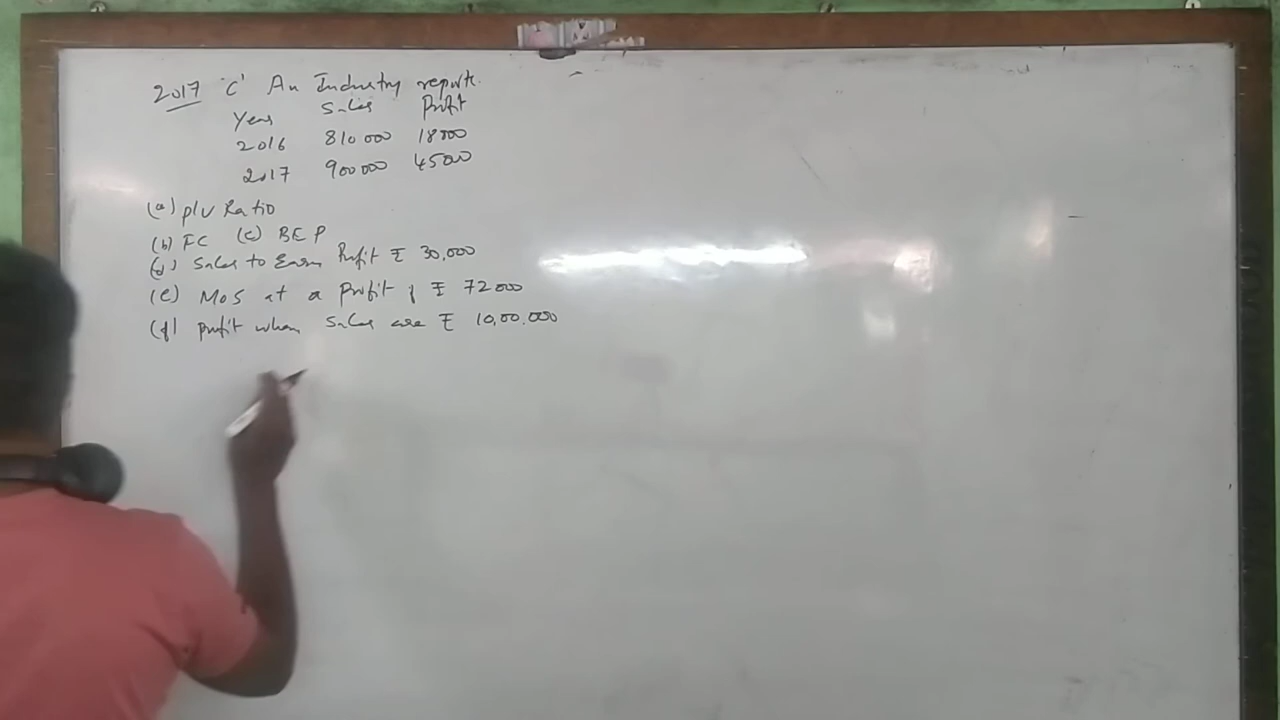 2017 'C' An Industry reports.
Year Sales Profit
2016 810 000 18 000
2017 900 000 45 000
(a) P/V Ratio
(b) FC (c) BEP
(d) Sales to Earn Profit ₹ 30,000
(e) MoS at a Profit of ₹ 72 000
(f) Profit when Sales are ₹ 10,00,000